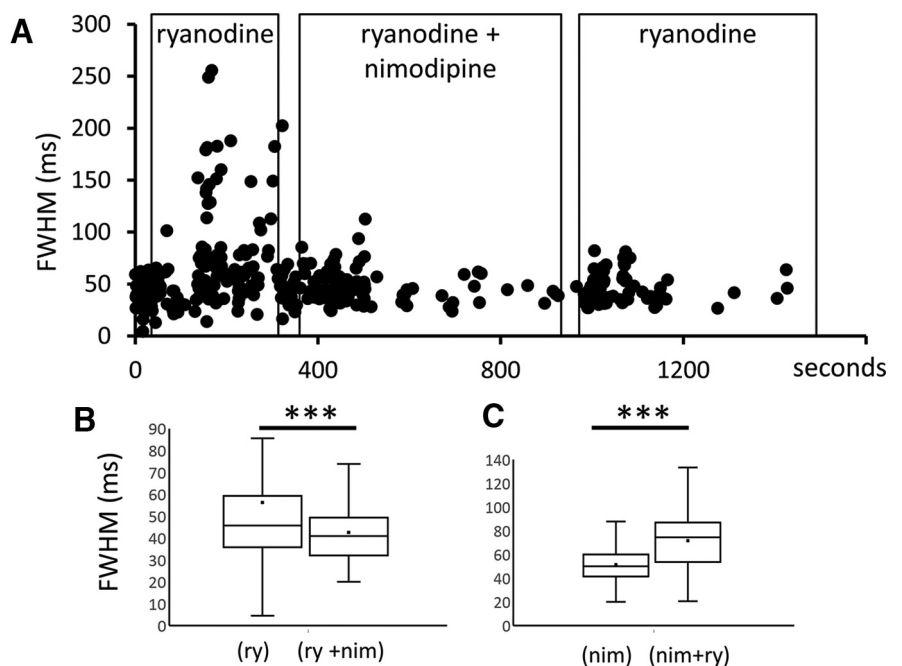 A
300
250
200
150
100
50
0
FWHM (ms)
ryanodine
ryanodine +
nimodipine
ryanodine
0 400 800 1200 seconds
B
***
90
80
70
60
50
40
30
20
10
0
FWHM (ms)
(ry) (ry +nim)
C
***
140
120
100
80
60
40
20
0
(nim) (nim+ry)